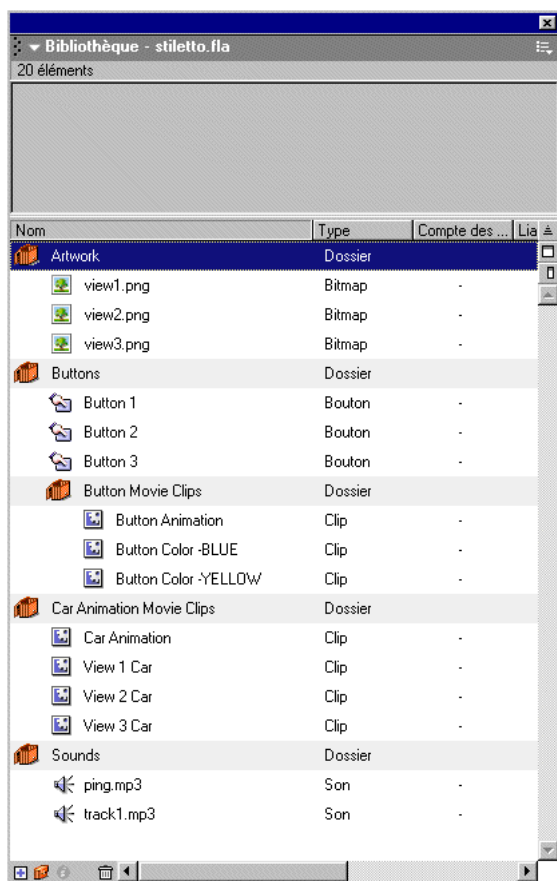 Bibliothèque - stiletto.fla
20 éléments
Nom Type Compte des ... Lia
Artwork Dossier
view1.png Bitmap -
view2.png Bitmap -
view3.png Bitmap -
Buttons Dossier
Button 1 Bouton -
Button 2 Bouton -
Button 3 Bouton -
Button Movie Clips Dossier
Button Animation Clip -
Button Color -BLUE Clip -
Button Color -YELLOW Clip -
Car Animation Movie Clips Dossier
Car Animation Clip -
View 1 Car Clip -
View 2 Car Clip -
View 3 Car Clip -
Sounds Dossier
ping.mp3 Son -
track1.mp3 Son -